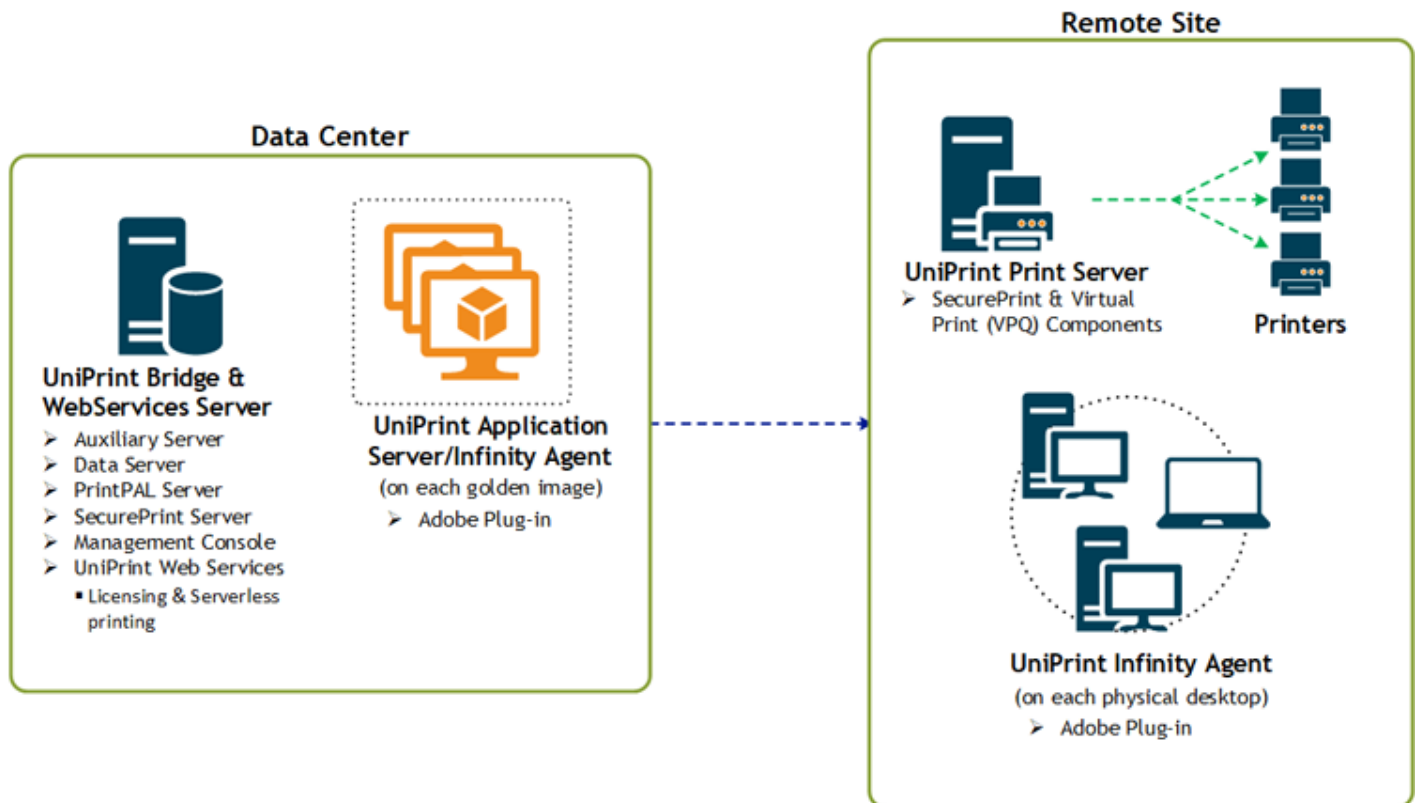 Remote Site
Data Center
UniPrint Bridge &
WebServices Server
➤ Auxiliary Server
➤ Data Server
➤ PrintPAL Server
➤ SecurePrint Server
➤ Management Console
➤ UniPrint Web Services
▪ Licensing & Serverless
printing
UniPrint Application
Server/Infinity Agent
(on each golden image)
➤ Adobe Plug-in
UniPrint Print Server
➤ SecurePrint & Virtual
Print (VPQ) Components
Printers
UniPrint Infinity Agent
(on each physical desktop)
➤ Adobe Plug-in